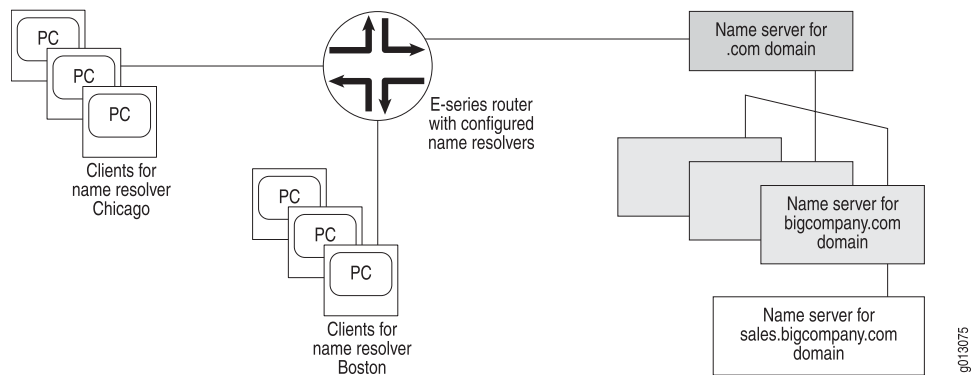 PC
PC
PC
Clients for
name resolver
Chicago
E-series router
with configured
name resolvers
PC
PC
PC
Clients for
name resolver
Boston
Name server for
.com domain
Name server for
bigcompany.com
domain
Name server for
sales.bigcompany.com
domain
g013075